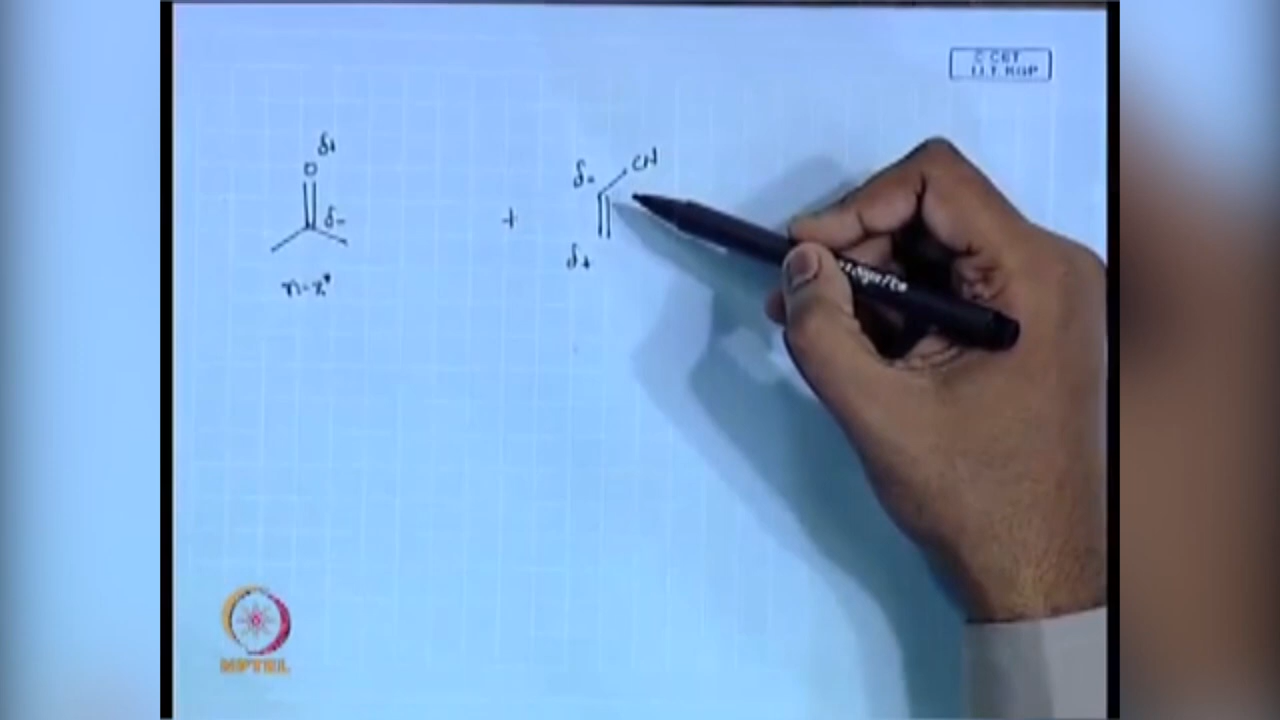 C CET
I.I.T. KGP
δ+
O
δ-
n-π*
+
δ-
CN
δ+
NPTEL